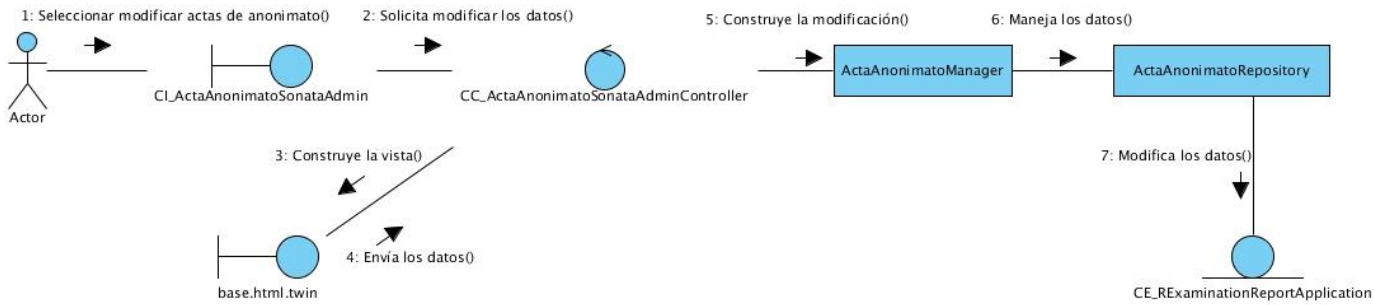 1: Seleccionar modificar actas de anonimato()
2: Solicita modificar los datos()
5: Construye la modificación()
6: Maneja los datos()
ActaAnonimatoManager
ActaAnonimatoRepository
CI_ActaAnonimatoSonataAdmin
CC_ActaAnonimatoSonataAdminController
Actor
3: Construye la vista()
7: Modifica los datos()
4: Envía los datos()
base.html.twin
CE_RExaminationReportApplication